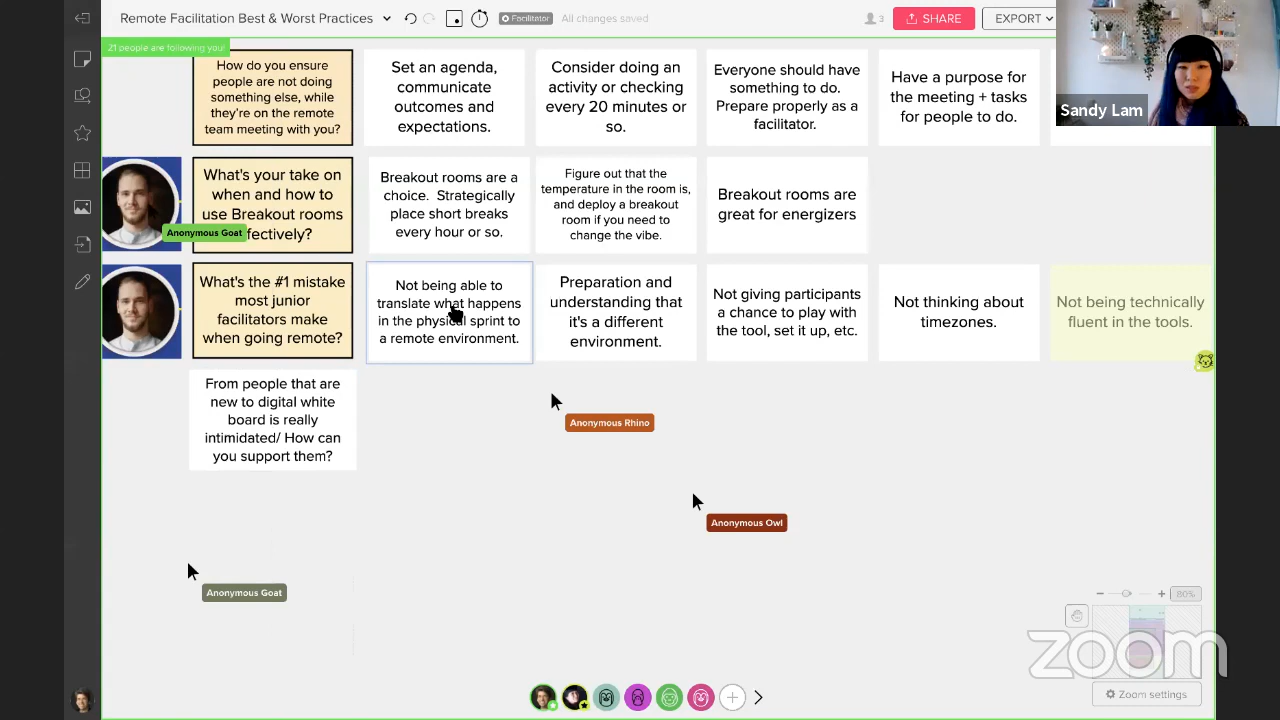 Remote Facilitation Best & Worst Practices
Facilitator
All changes saved
3
SHARE
EXPORT
21 people are following you!
Sandy Lam
How do you ensure
people are not doing
something else, while
they're on the remote
team meeting with you?
Set an agenda,
communicate
outcomes and
expectations.
Consider doing an
activity or checking
every 20 minutes or
so.
Everyone should have
something to do.
Prepare properly as a
facilitator.
Have a purpose for
the meeting + tasks
for people to do.
What's your take on
when and how to
use Breakout rooms
fectively?
Anonymous Goat
Breakout rooms are a
choice. Strategically
place short breaks
every hour or so.
Figure out that the
temperature in the room is,
and deploy a breakout
room if you need to
change the vibe.
Breakout rooms are
great for energizers
What's the #1 mistake
most junior
facilitators make
when going remote?
Not being able to
translate what happens
in the physical sprint to
a remote environment.
Preparation and
understanding that
it's a different
environment.
Not giving participants
a chance to play with
the tool, set it up, etc.
Not thinking about
timezones.
Not being technically
fluent in the tools.
From people that are
new to digital white
board is really
intimidated/ How can
you support them?
Anonymous Rhino
Anonymous Owl
Anonymous Goat
80%
zoom
Zoom settings